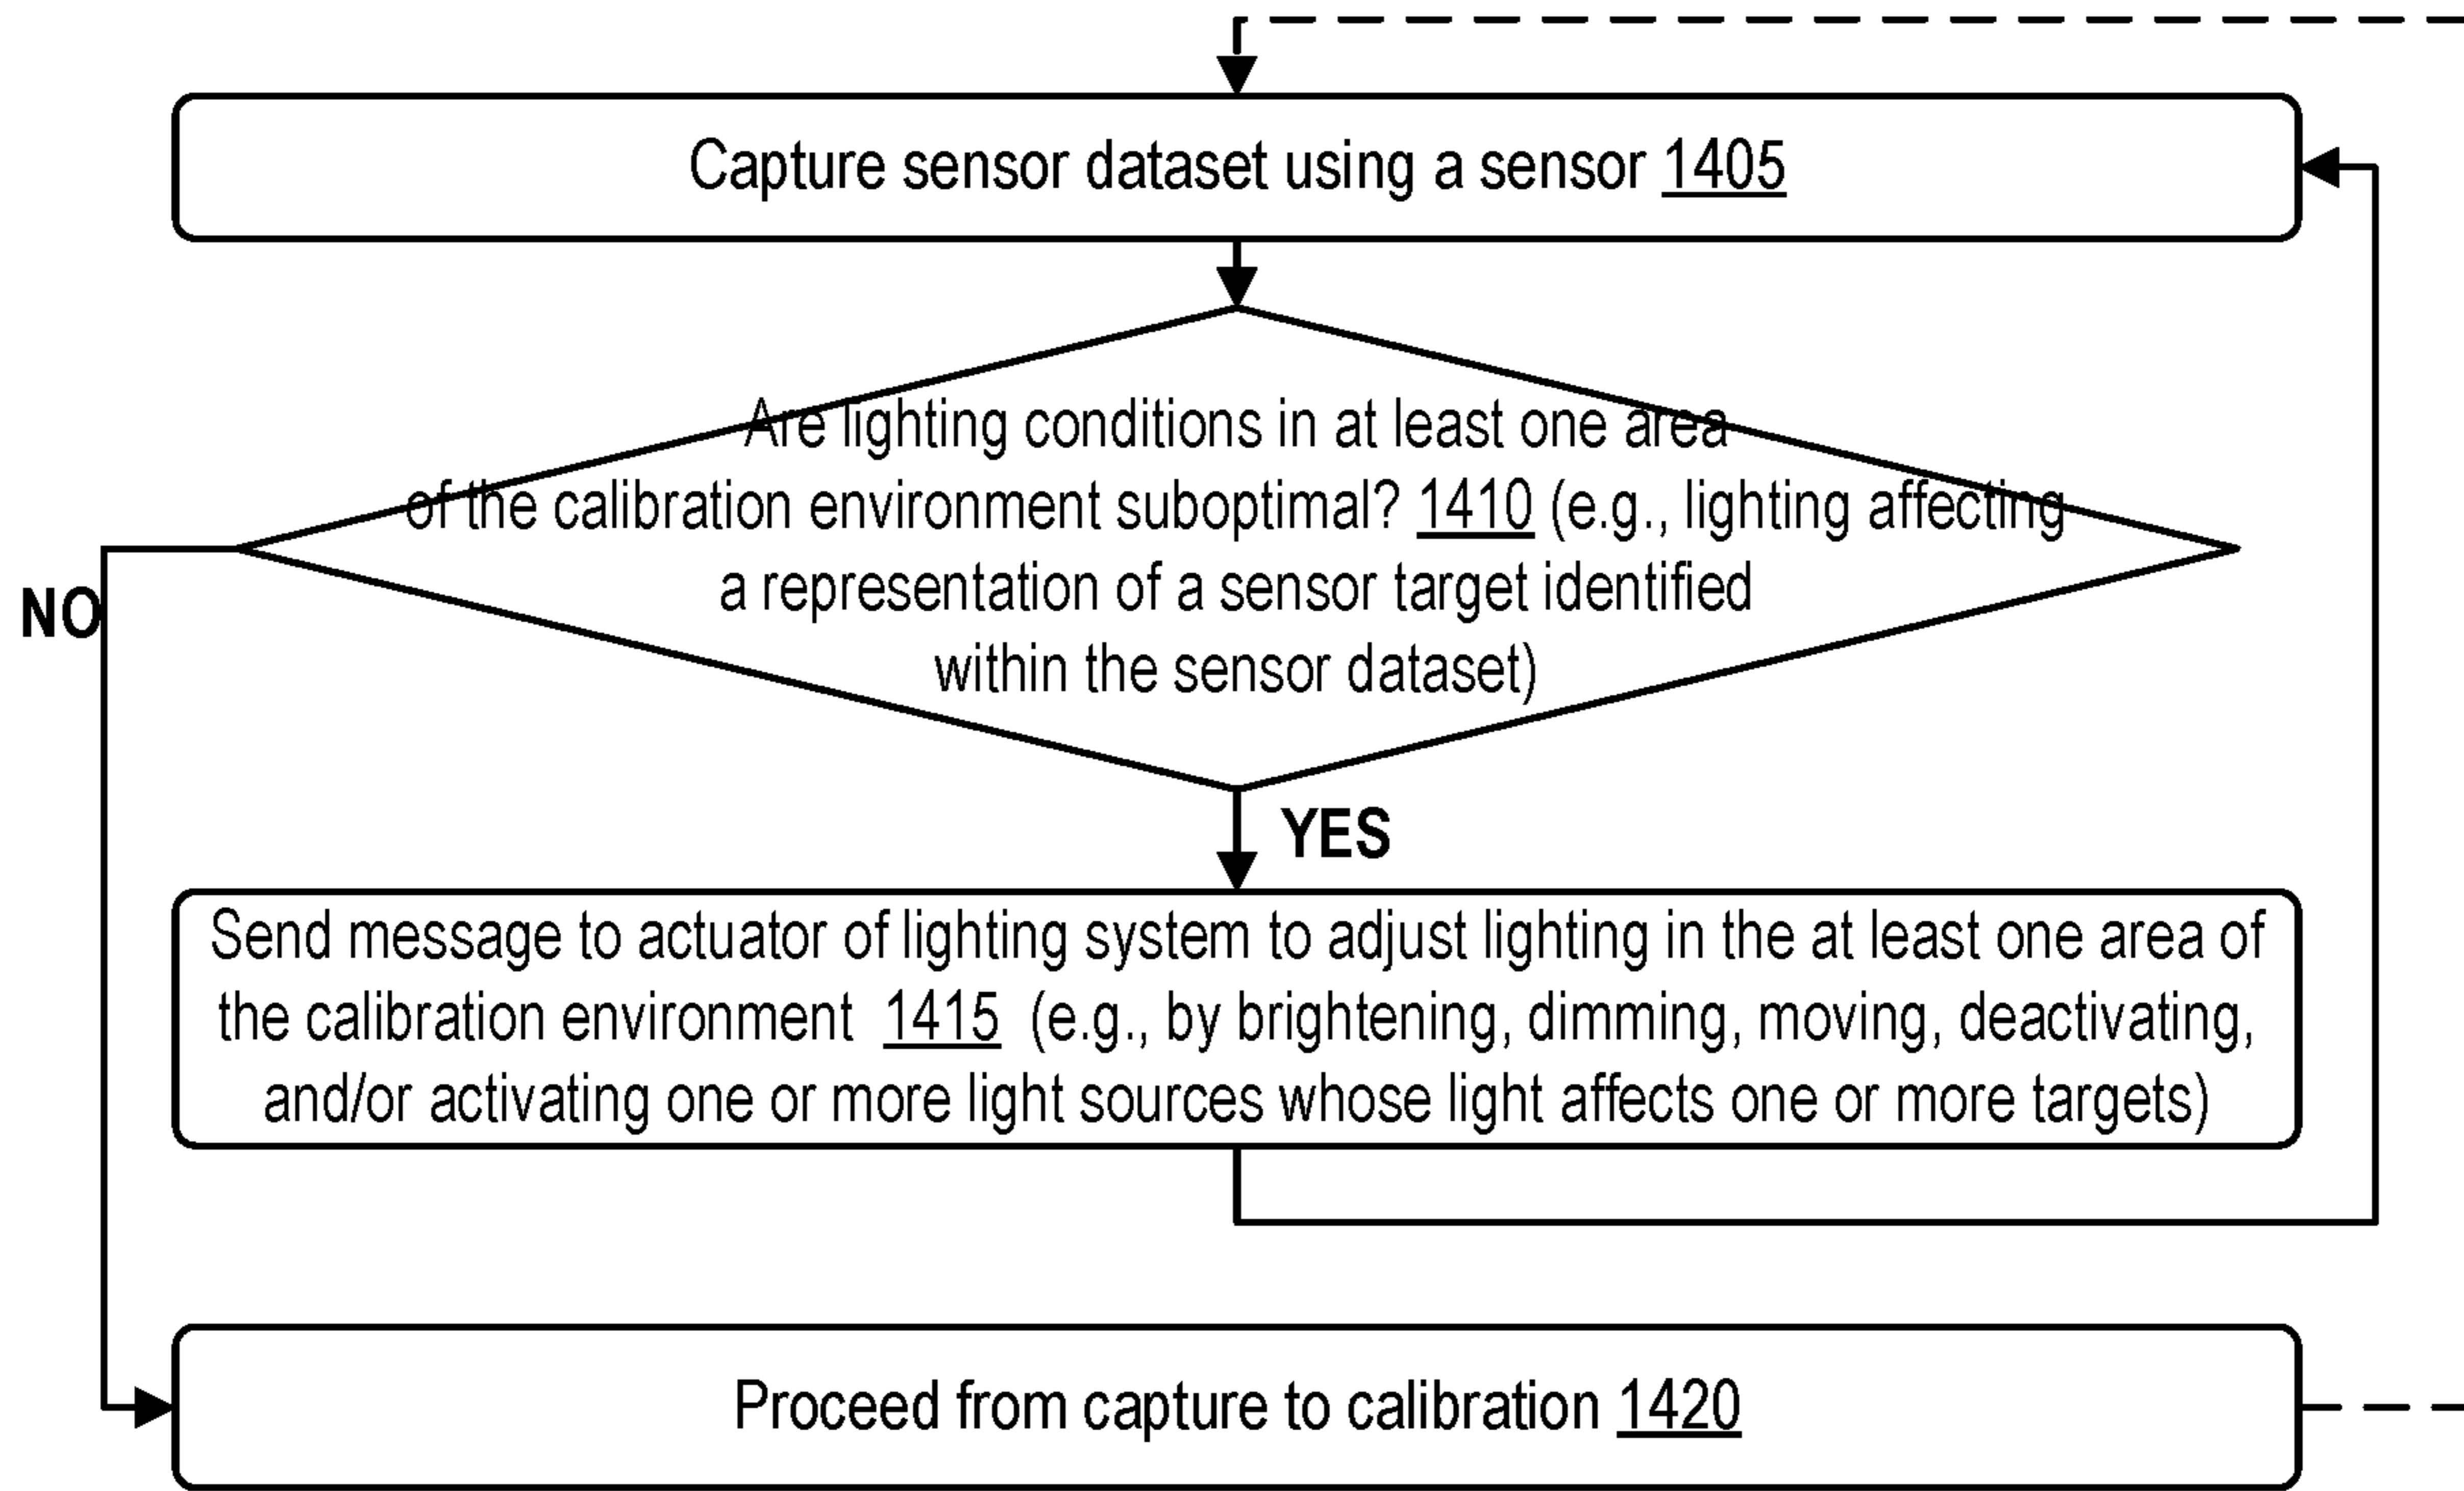 Capture sensor dataset using a sensor 1405
Are lighting conditions in at least one area
of the calibration environment suboptimal? 1410 (e.g., lighting affecting
a representation of a sensor target identified
within the sensor dataset)
NO
YES
Send message to actuator of lighting system to adjust lighting in the at least one area of
the calibration environment 1415 (e.g., by brightening, dimming, moving, deactivating,
and/or activating one or more light sources whose light affects one or more targets)
Proceed from capture to calibration 1420